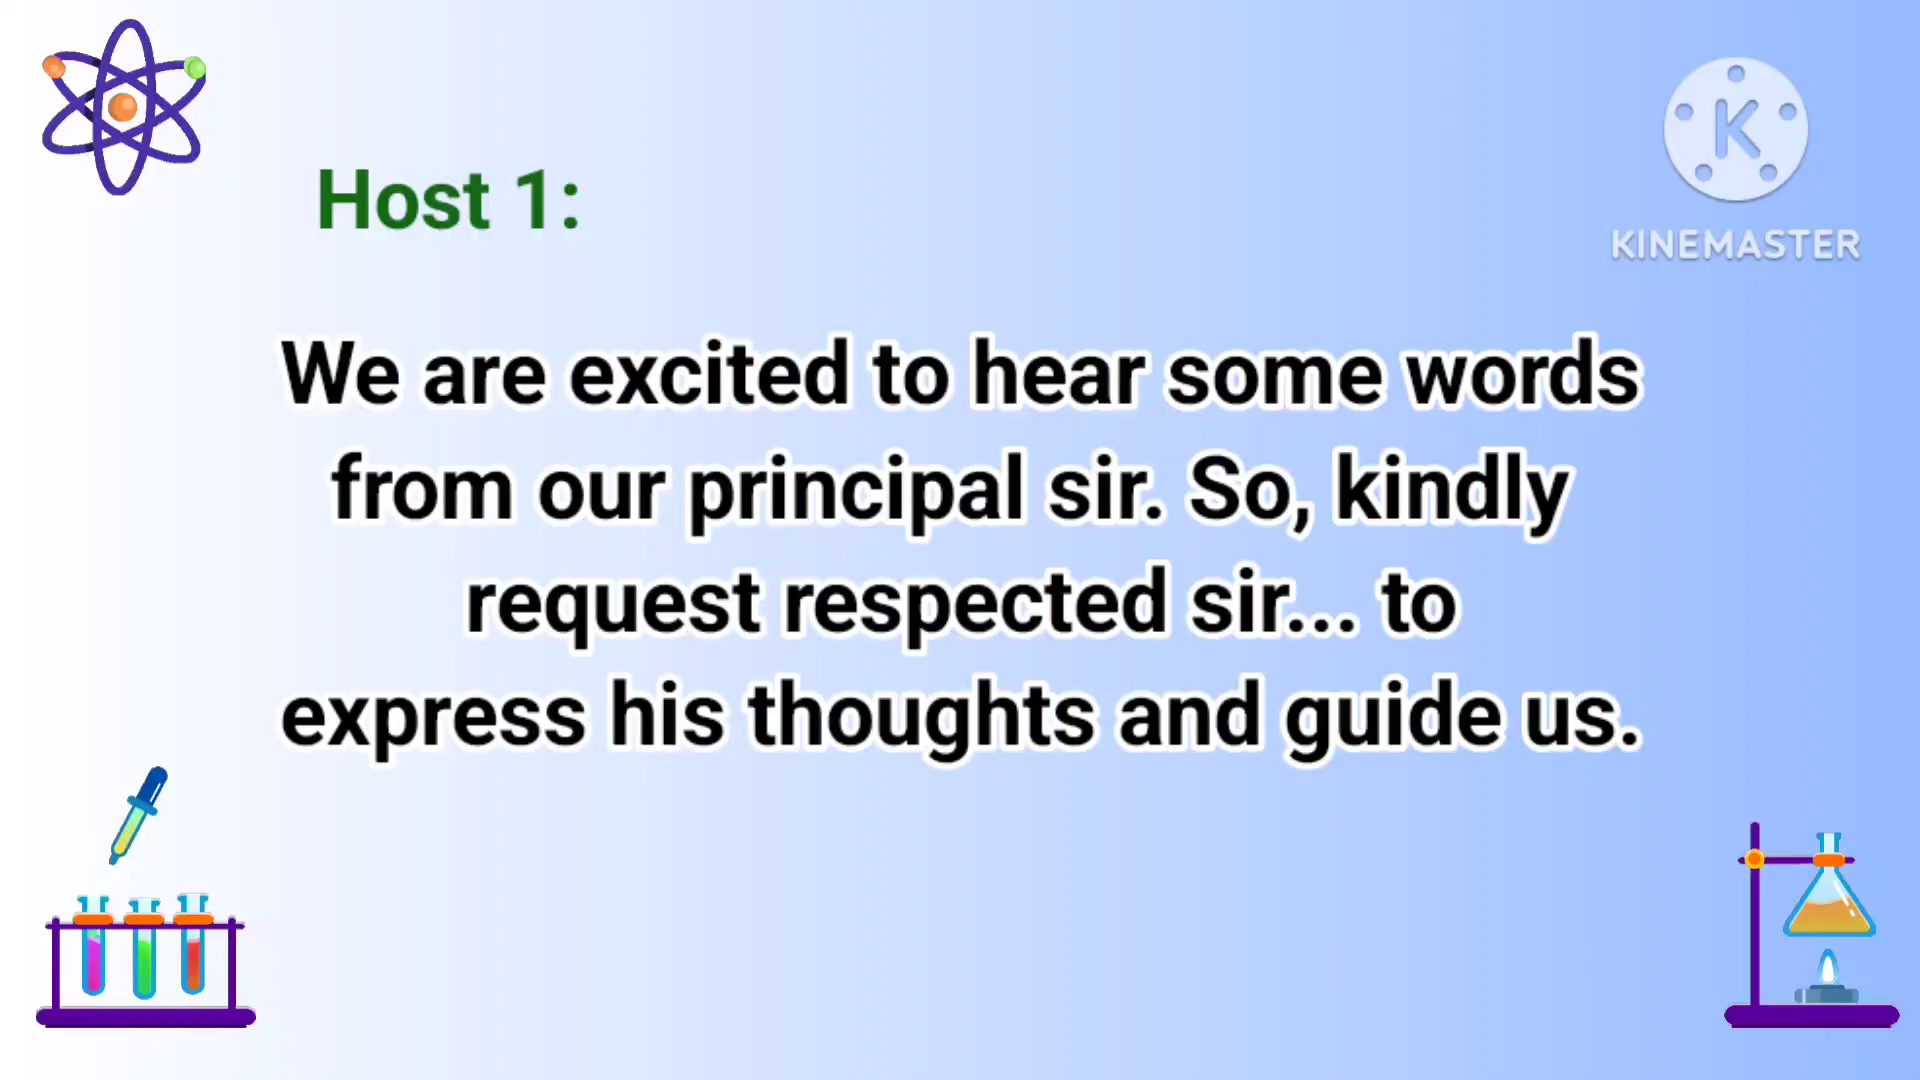 Host 1:
K
KINEMASTER
We are excited to hear some words
from our principal sir. So, kindly
request respected sir... to
express his thoughts and guide us.